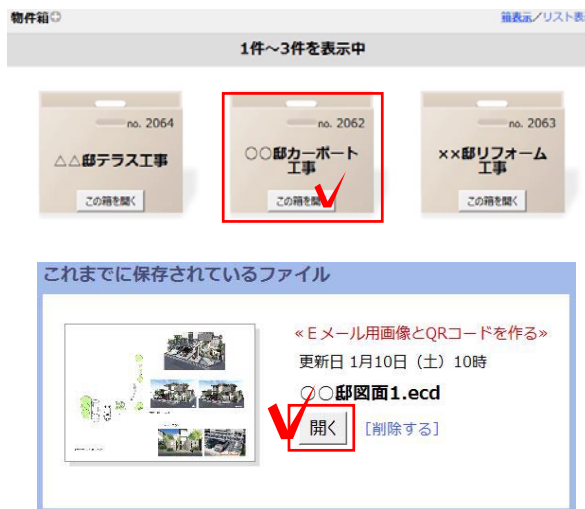 物件箱
箱表示／リスト表
1件～3件を表示中
no. 2064
△△邸テラス工事
この箱を開く
no. 2062
○○邸カーポート
工事
この箱を開く
no. 2063
××邸リフォーム
工事
この箱を開く
これまでに保存されているファイル
«Ｅメール用画像とQRコードを作る»
更新日 1月10日（土）10時
○○邸図面1.ecd
開く
[削除する]